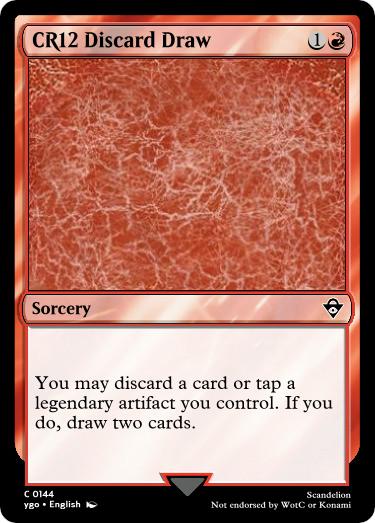 CR12 Discard Draw 1
Sorcery
You may discard a card or tap a
legendary artifact you control. If you
do, draw two cards.
C 0144
ygo • English
Scandelion
Not endorsed by WotC or Konami